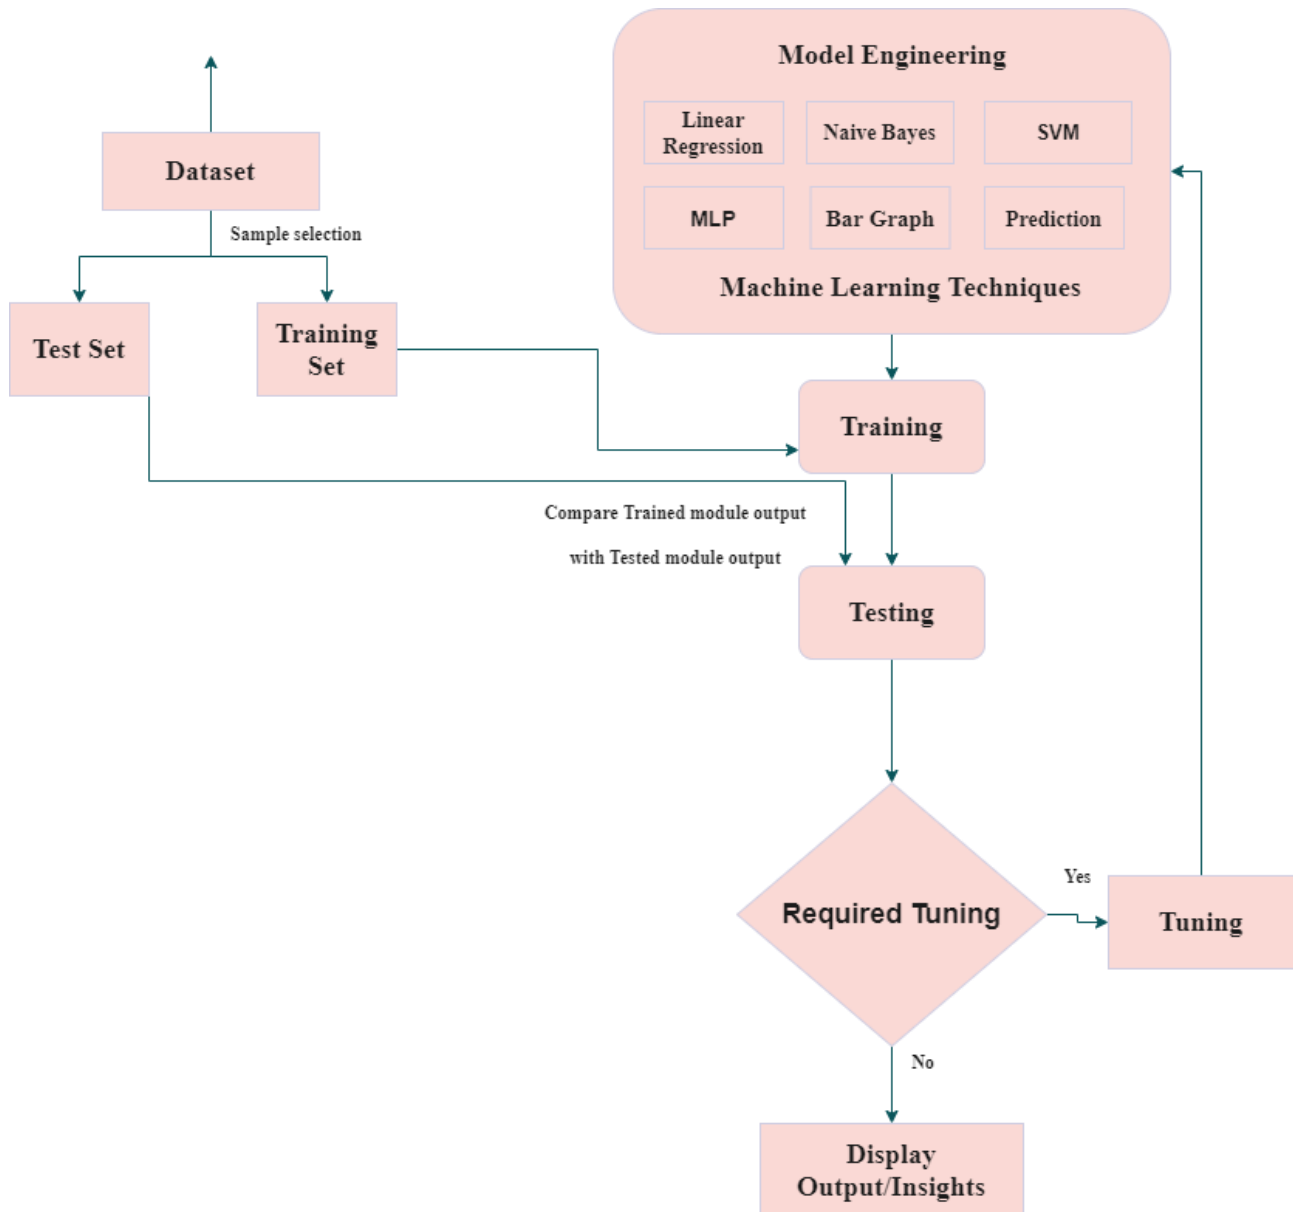 Model Engineering
Linear
Regression
Naive Bayes
SVM
MLP
Bar Graph
Prediction
Machine Learning Techniques
Dataset
Sample selection
Test Set
Training
Set
Training
Compare Trained module output
with Tested module output
Testing
Required Tuning
Yes
Tuning
No
Display
Output/Insights